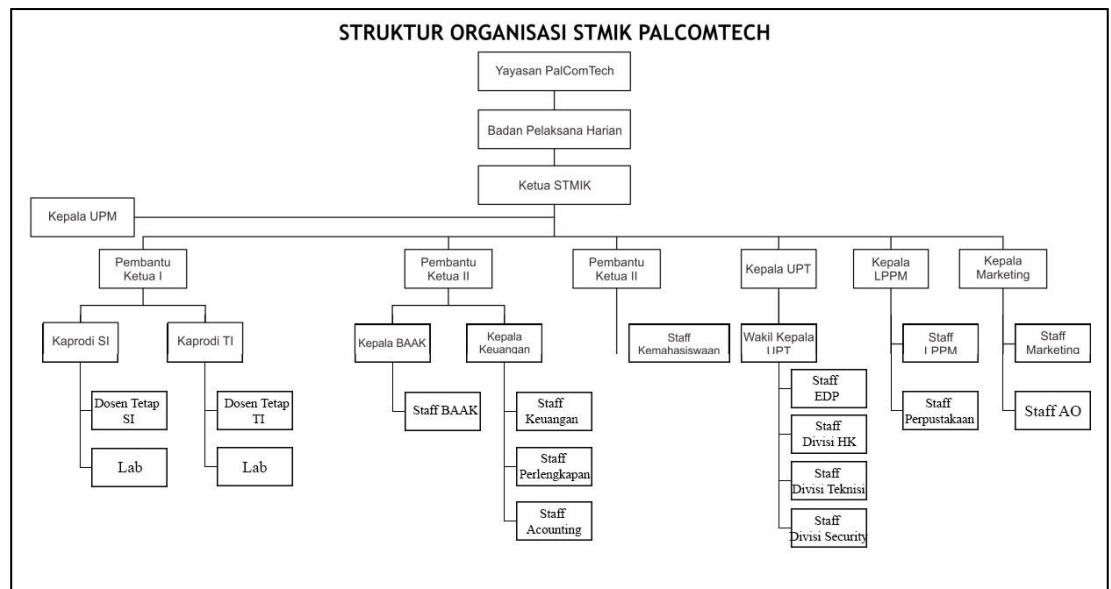 STRUKTUR ORGANISASI STMIK PALCOMTECH
Yayasan PalComTech
Badan Pelaksana Harian
Ketua STMIK
Kepala UPM
Pembantu
Ketua I
Pembantu
Ketua II
Pembantu
Ketua II
Kepala UPT
Kepala
LPPM
Kepala
Marketing
Kaprodi SI
Kaprodi TI
Kepala BAAK
Kepala
Keuangan
Staff
Kemahasiswaan
Wakil Kepala
UPT
Staff
LPPM
Staff
Marketing
Dosen Tetap
SI
Dosen Tetap
TI
Staff BAAK
Staff
Keuangan
Staff
EDP
Staff
Perpustakaan
Staff AO
Staff
Divisi HK
Lab
Lab
Staff
Perlengkapan
Staff
Divisi Teknisi
Staff
Acounting
Staff
Divisi Security